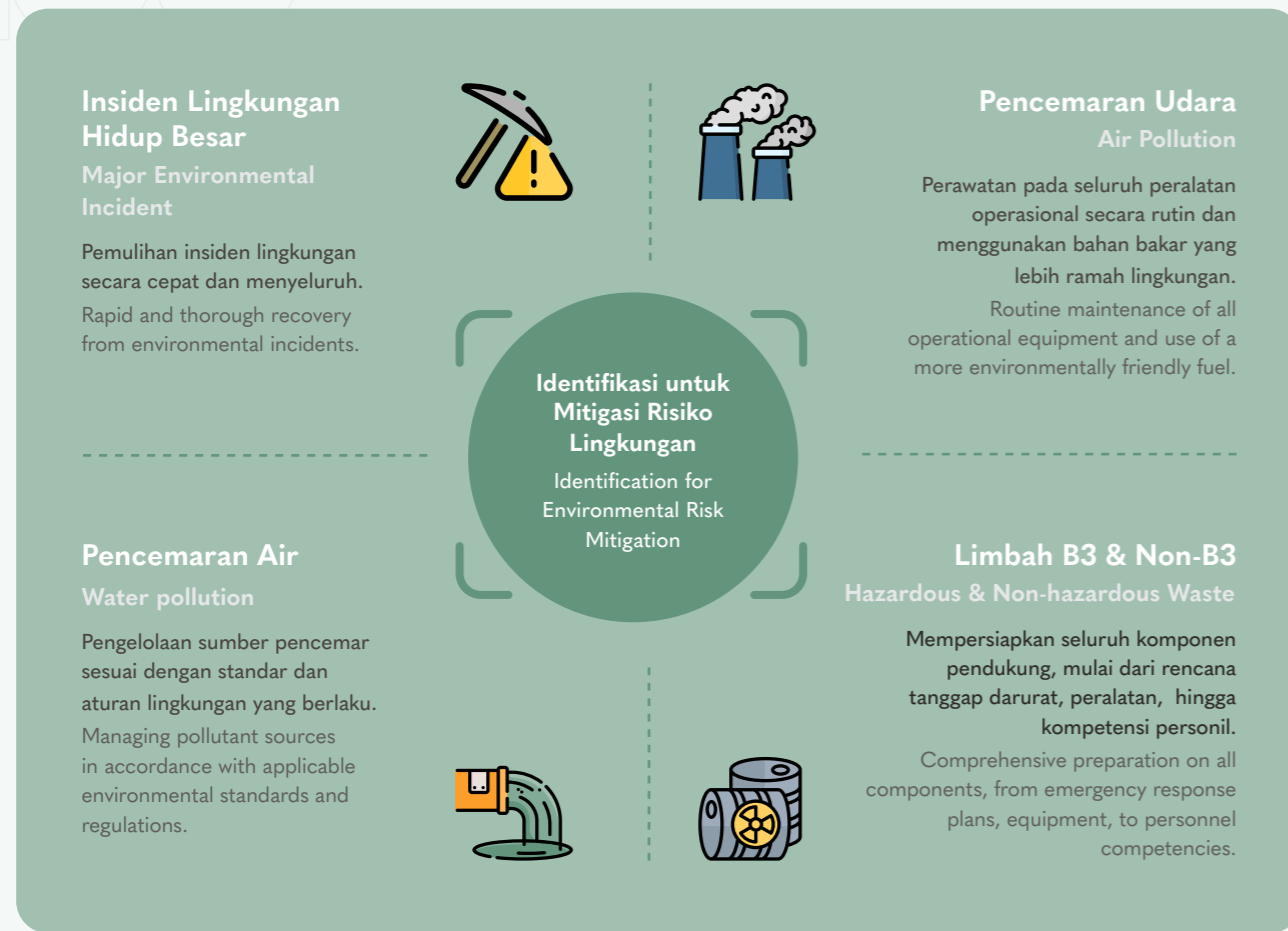 Insiden Lingkungan
Hidup Besar
Major Environmental
Incident
Pemulihan insiden lingkungan
secara cepat dan menyeluruh.
Rapid and thorough recovery
from environmental incidents.
Pencemaran Udara
Air Pollution
Perawatan pada seluruh peralatan
operasional secara rutin dan
menggunakan bahan bakar yang
lebih ramah lingkungan.
Routine maintenance of all
operational equipment and use of a
more environmentally friendly fuel.
Identifikasi untuk
Mitigasi Risiko
Lingkungan
Identification for
Environmental Risk
Mitigation
Pencemaran Air
Water pollution
Pengelolaan sumber pencemar
sesuai dengan standar dan
aturan lingkungan yang berlaku.
Managing pollutant sources
in accordance with applicable
environmental standards and
regulations.
Limbah B3 & Non-B3
Hazardous & Non-hazardous Waste
Mempersiapkan seluruh komponen
pendukung, mulai dari rencana
tanggap darurat, peralatan,  hingga
kompetensi personil.
Comprehensive preparation on all
components, from emergency response
plans, equipment, to personnel
competencies.